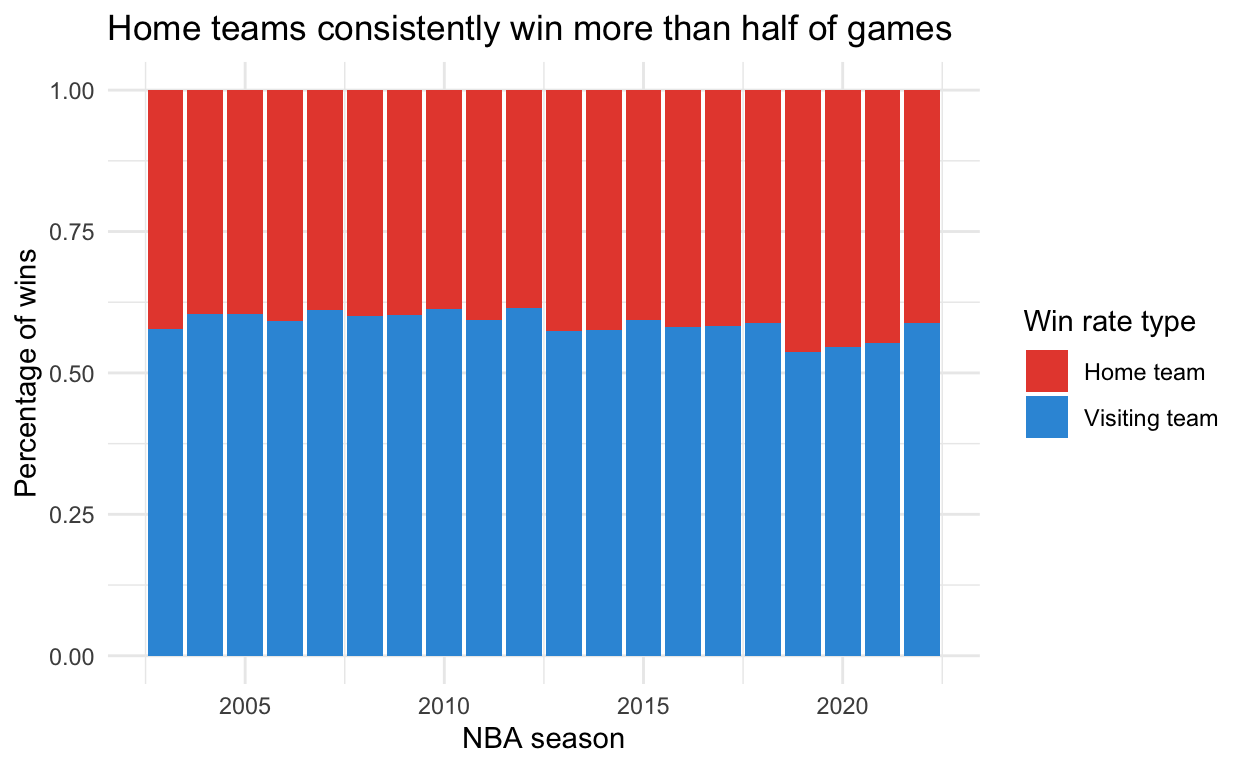 Home teams consistently win more than half of games
1.00
0.75
0.50
0.25
0.00
Percentage of wins
2005
2010
2015
2020
NBA season
Win rate type
Home team
Visiting team